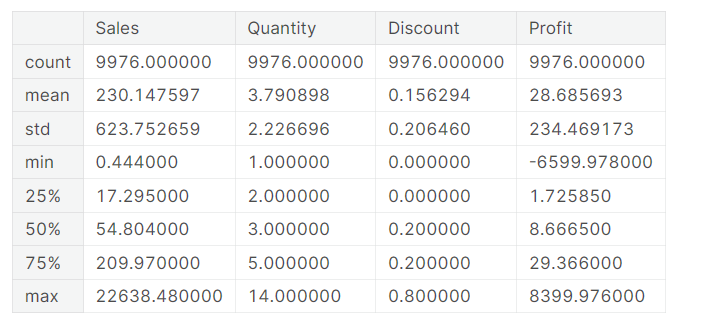 Sales Quantity Discount Profit
count 9976.000000 9976.000000 9976.000000 9976.000000
mean 230.147597 3.790898 0.156294 28.685693
std 623.752659 2.226696 0.206460 234.469173
min 0.444000 1.000000 0.000000 -6599.978000
25% 17.295000 2.000000 0.000000 1.725850
50% 54.804000 3.000000 0.200000 8.666500
75% 209.970000 5.000000 0.200000 29.366000
max 22638.480000 14.000000 0.800000 8399.976000